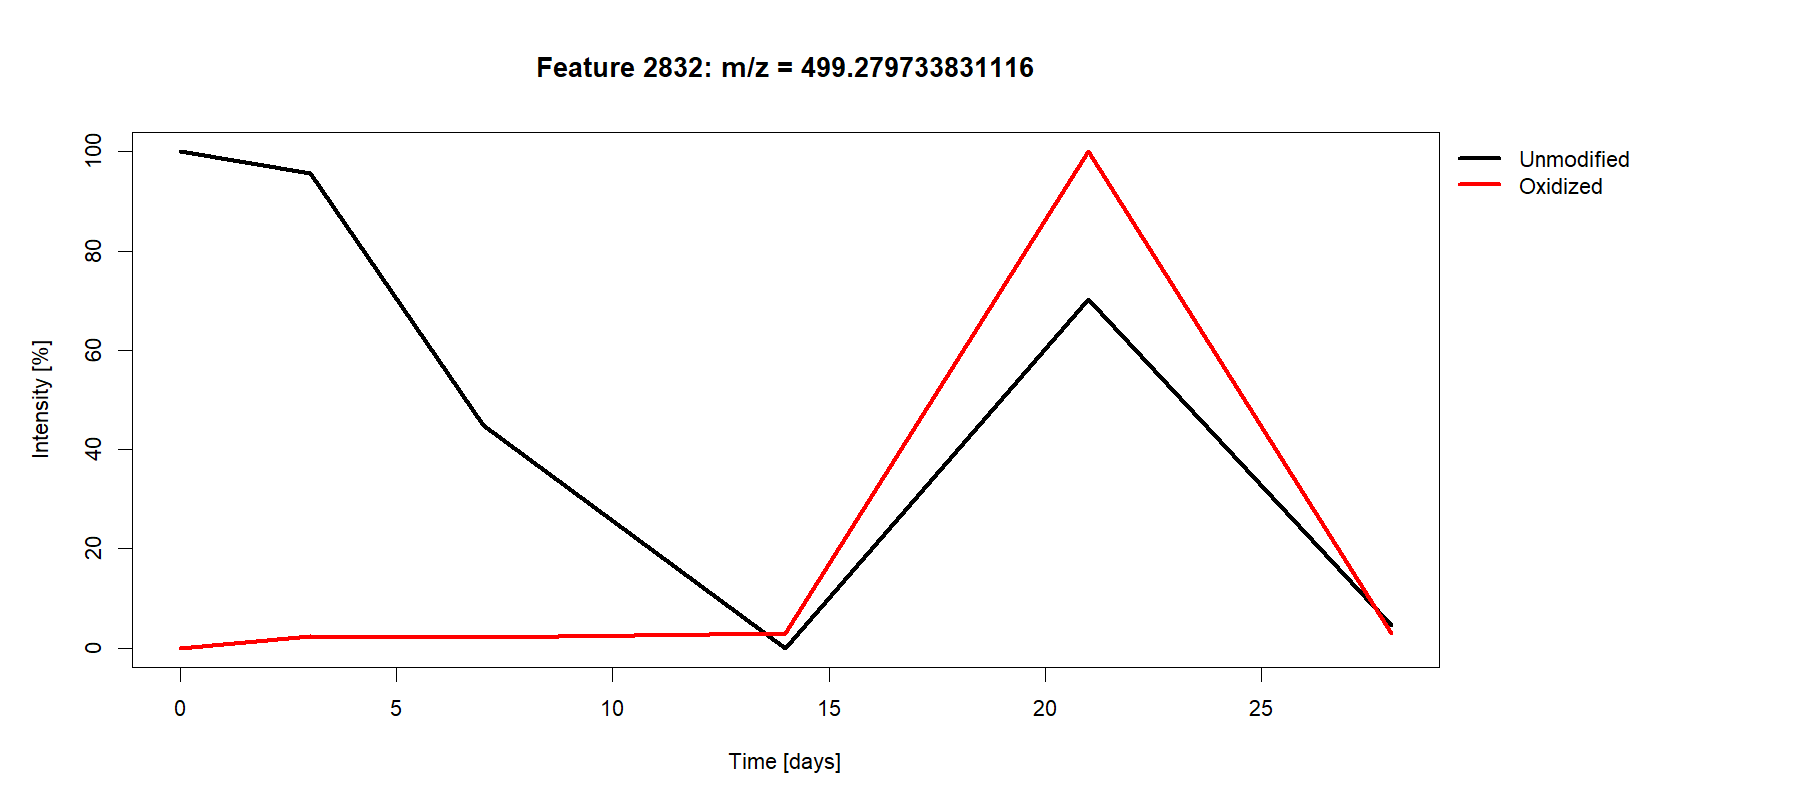 Feature 2832: m/z = 499.279733831116
Unmodified
Oxidized
Intensity [%]
100
80
60
40
20
0
0 5 10 15 20 25
Time [days]